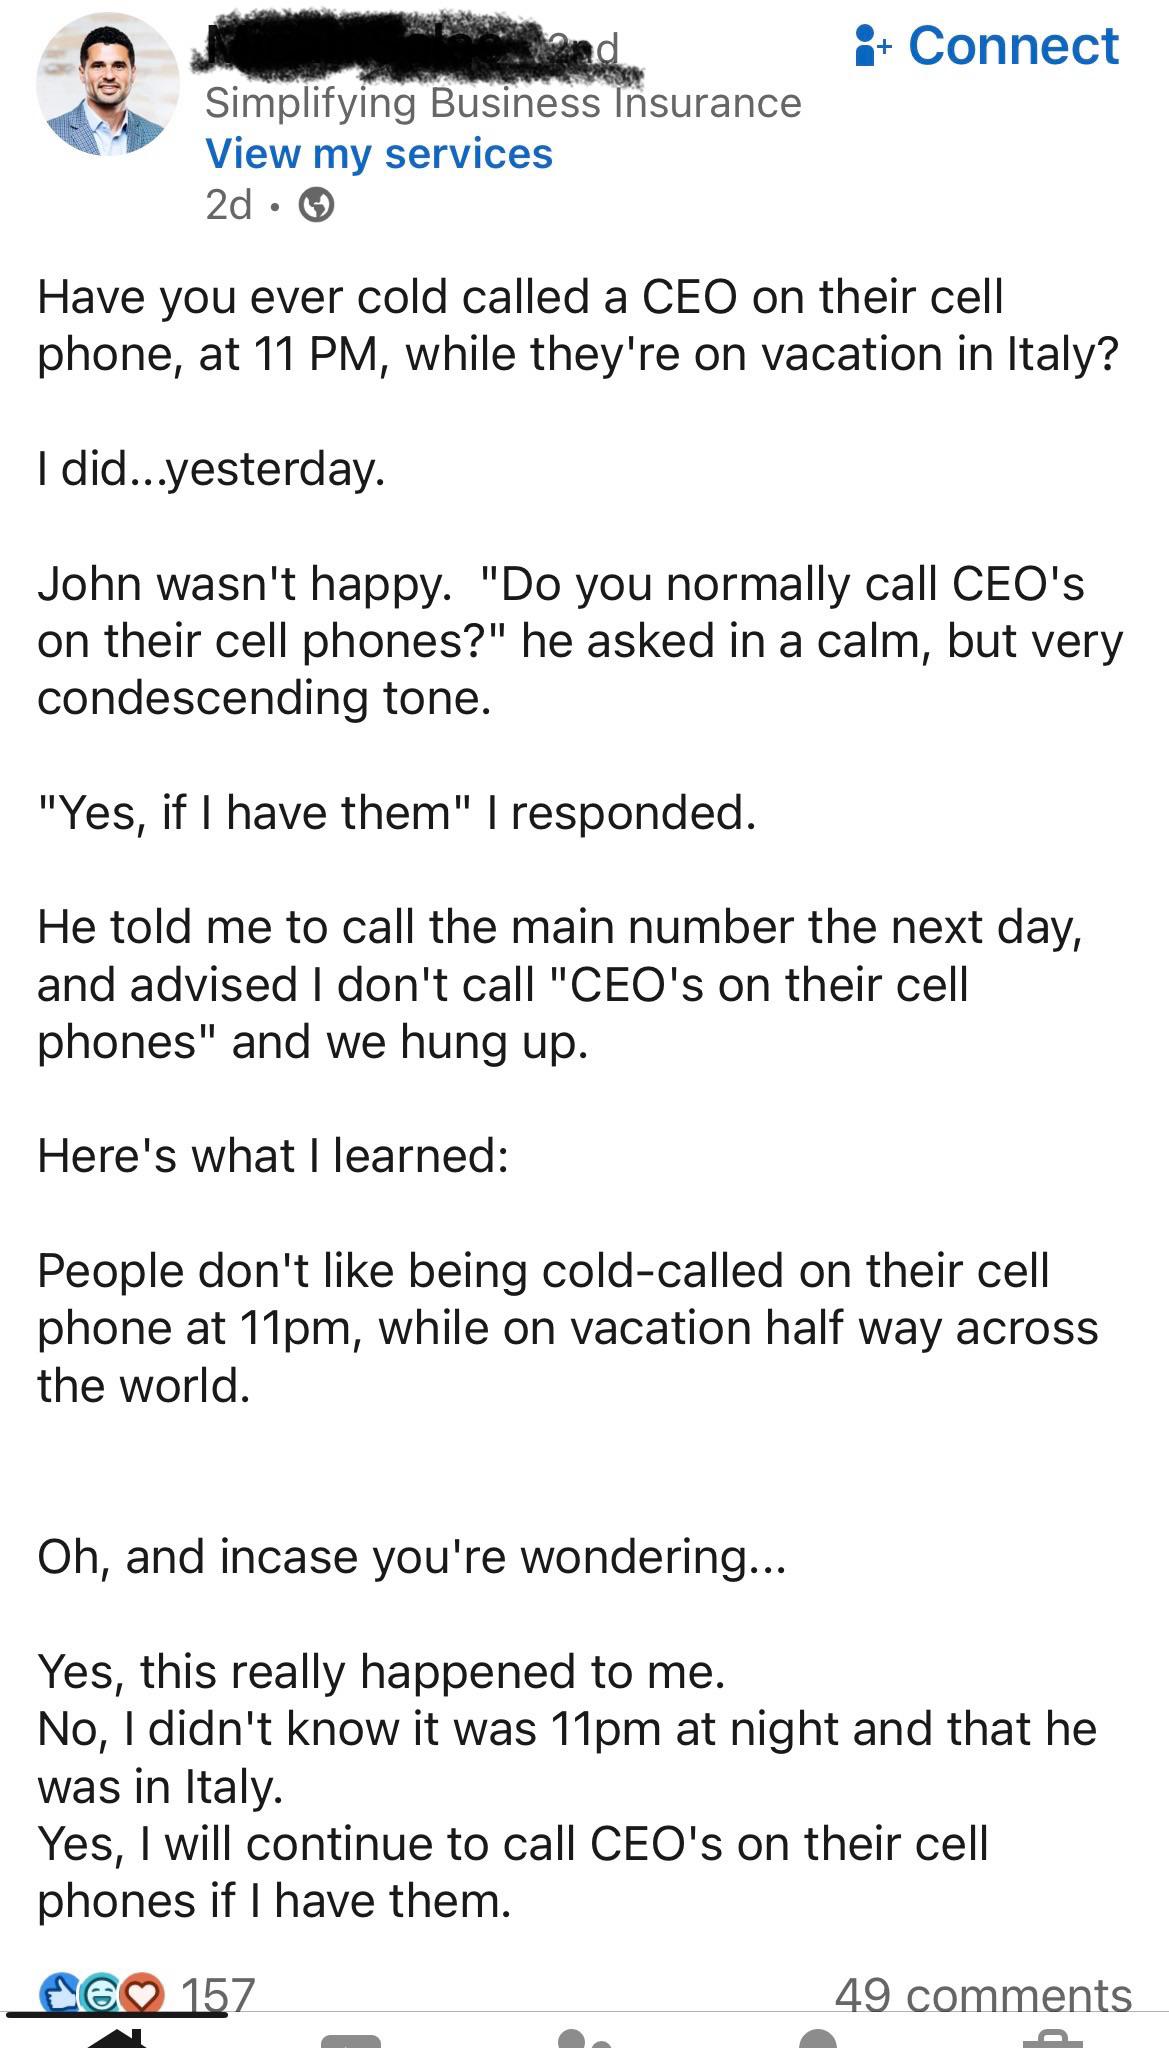 2nd
Connect
Simplifying Business Insurance
View my services
2d •
Have you ever cold called a CEO on their cell
phone, at 11 PM, while they're on vacation in Italy?
I did...yesterday.
John wasn't happy.  "Do you normally call CEO's
on their cell phones?" he asked in a calm, but very
condescending tone.
"Yes, if I have them" I responded.
He told me to call the main number the next day,
and advised I don't call "CEO's on their cell
phones" and we hung up.
Here's what I learned:
People don't like being cold-called on their cell
phone at 11pm, while on vacation half way across
the world.
Oh, and incase you're wondering...
Yes, this really happened to me.
No, I didn't know it was 11pm at night and that he
was in Italy.
Yes, I will continue to call CEO's on their cell
phones if I have them.
157
49 comments